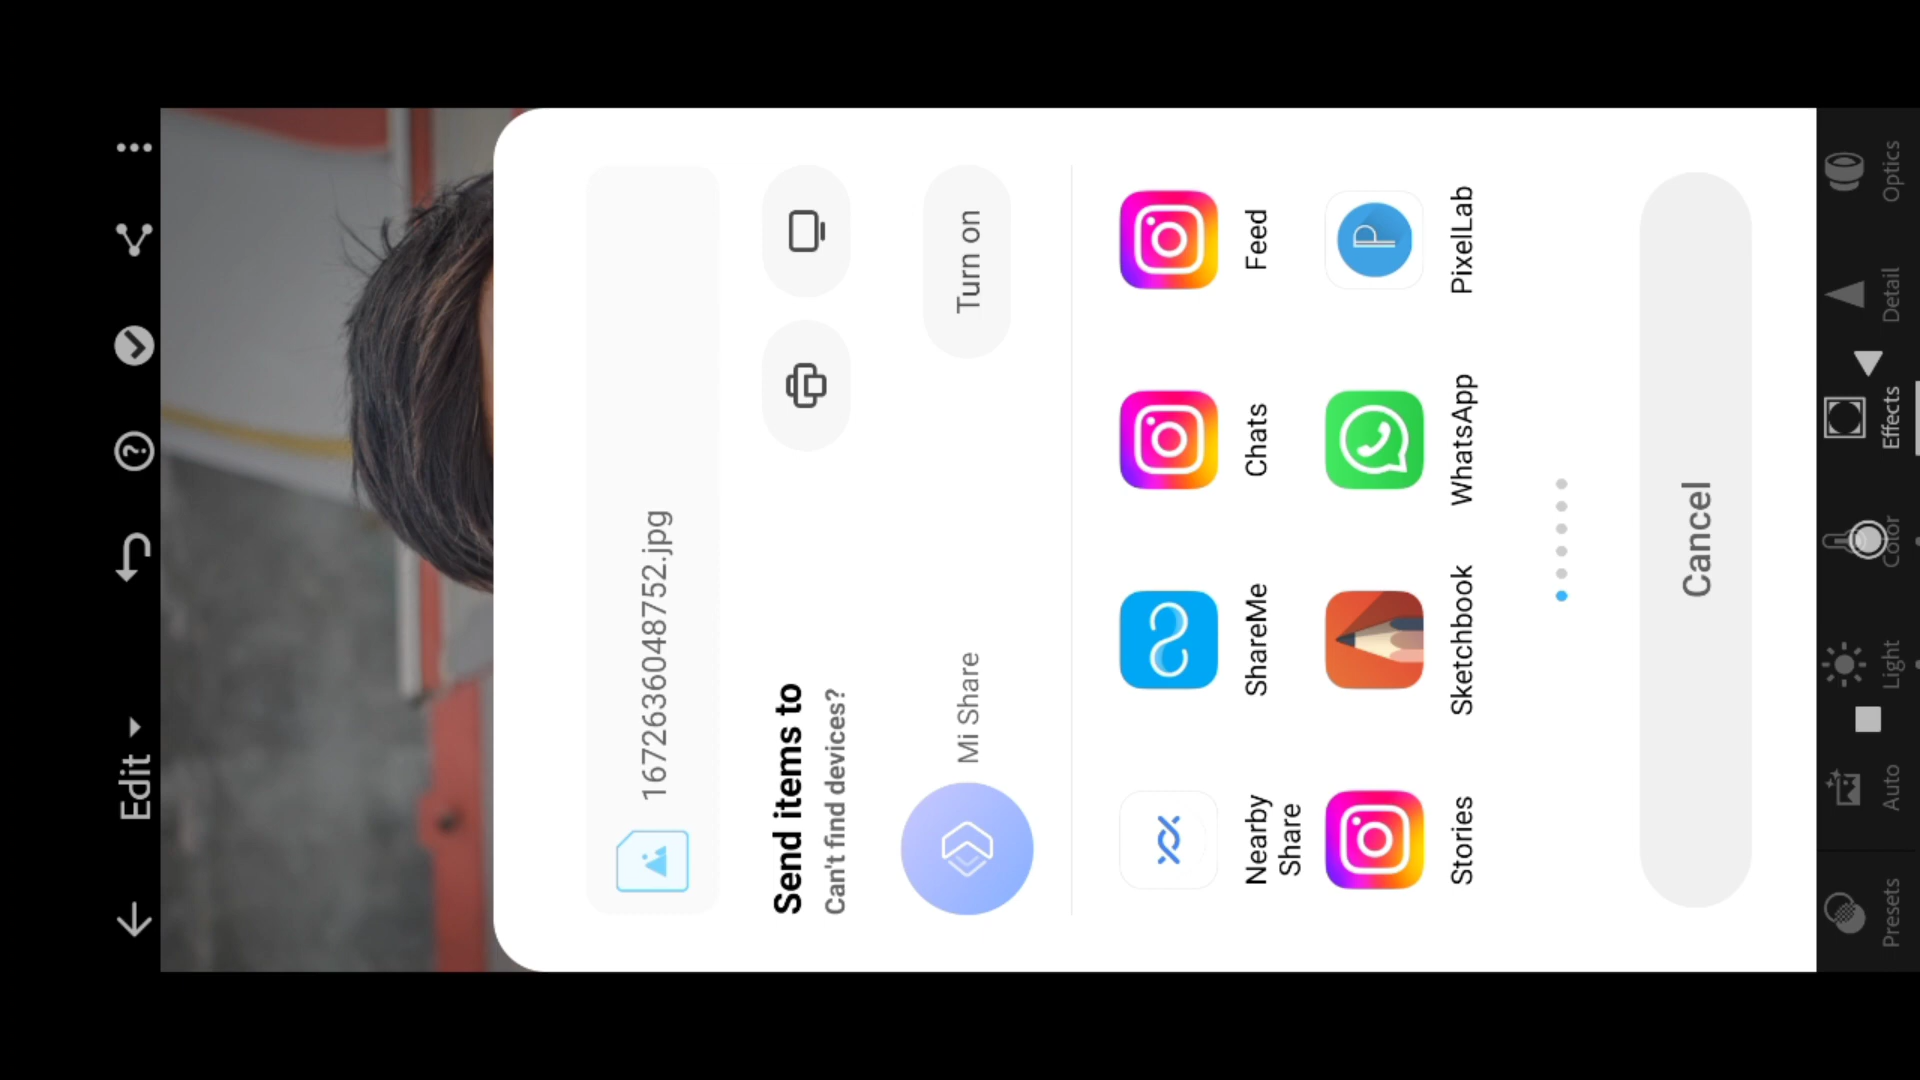 Edit
1672636048752.jpg
Send items to
Can't find devices?
Mi Share
Turn on
Nearby
Share
ShareMe
Chats
Feed
Stories
Sketchbook
WhatsApp
PixelLab
Cancel
Presets
Auto
Light
Color
Effects
Detail
Optics